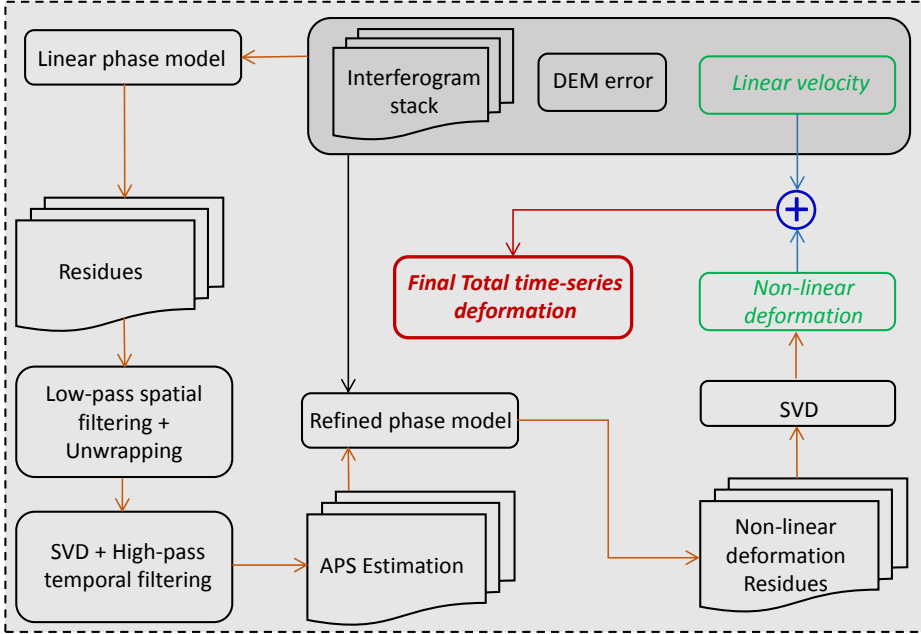 Linear phase model
Interferogram
stack
DEM error
Linear velocity
Residues
Final Total time-series
deformation
Non-linear
deformation
Low-pass spatial
filtering +
Unwrapping
Refined phase model
SVD
SVD + High-pass
temporal filtering
APS Estimation
Non-linear
deformation
Residues